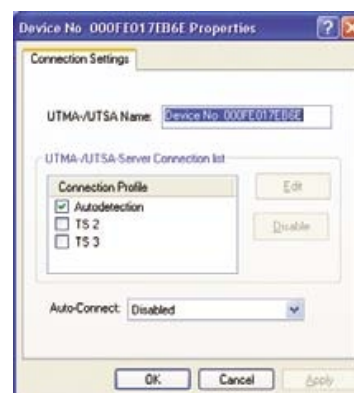 Device No 000FE017EB6E Properties
Connection Settings
UTMA-/UTSA Name: Device No 000FE017EB6E
UTMA-/UTSA-Server Connection list
Connection Profile
Edit
Autodetection
TS 2
Disable
TS 3
Auto-Connect: Disabled
OK Cancel Apply